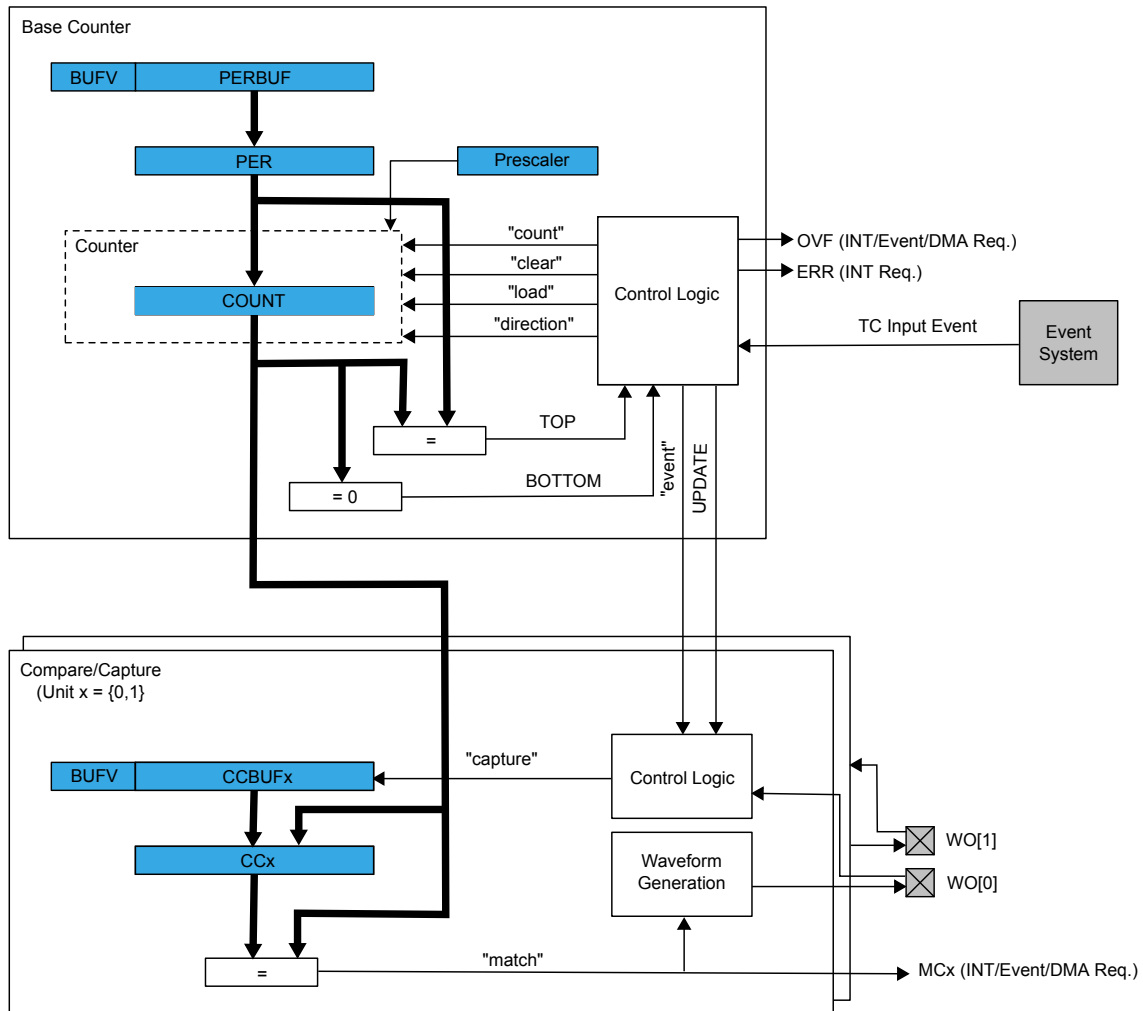 Base Counter
BUFV
PERBUF
PER
Prescaler
Counter
"count"
"clear"
COUNT
"load"
"direction"
Control Logic
OVF (INT/Event/DMA Req.)
ERR (INT Req.)
TC Input Event
Event
System
=
TOP
= 0
BOTTOM
"event"
UPDATE
Compare/Capture
(Unit x = {0,1}
BUFV
CCBUFx
"capture"
Control Logic
CCx
Waveform
Generation
WO[1]
WO[0]
=
"match"
MCx (INT/Event/DMA Req.)